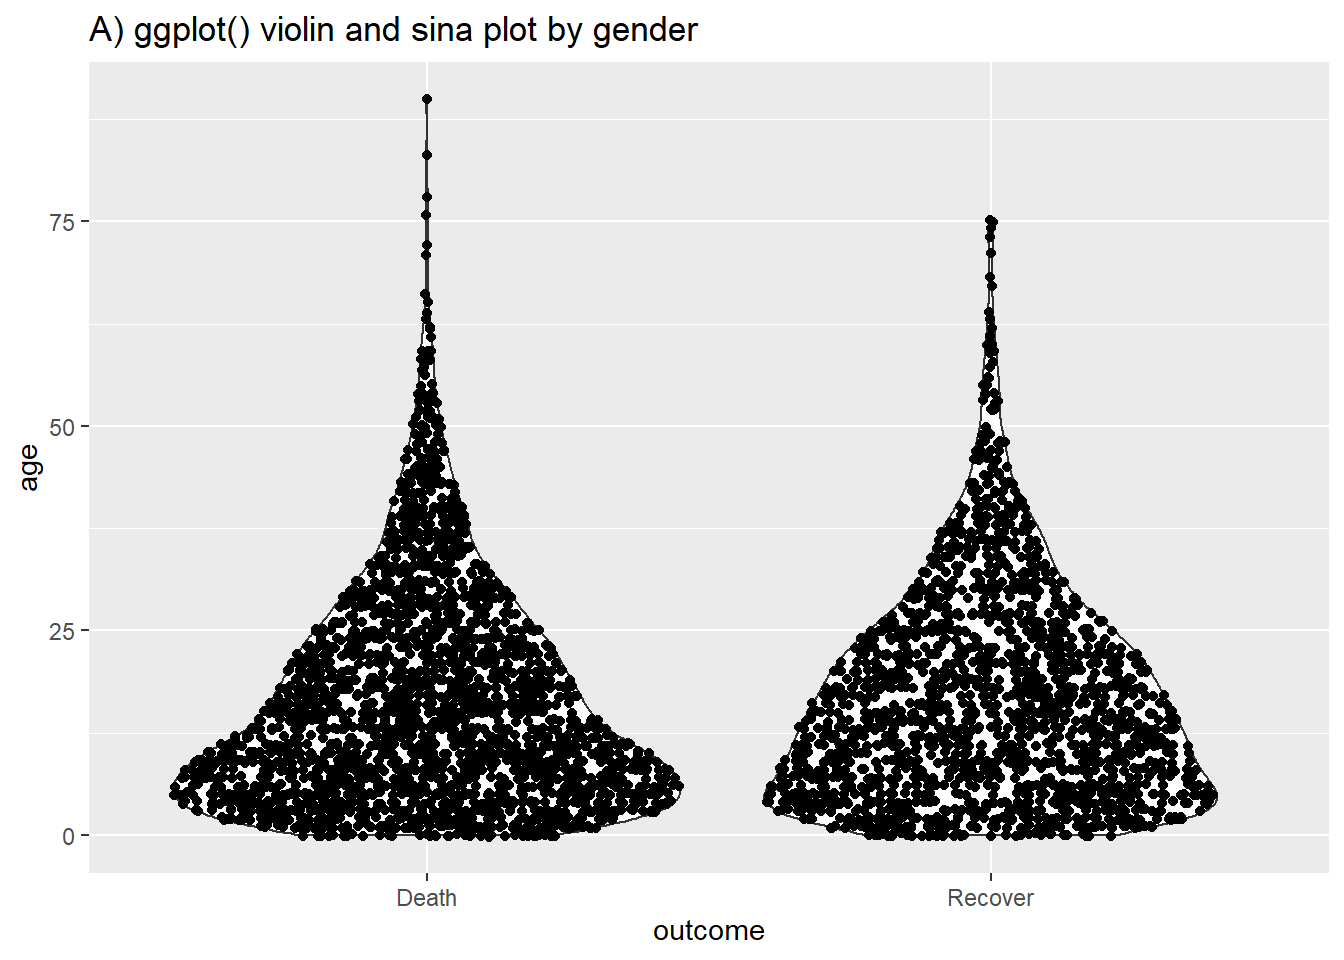 A) ggplot() violin and sina plot by gender
75
50
25
0
age
Death
Recover
outcome